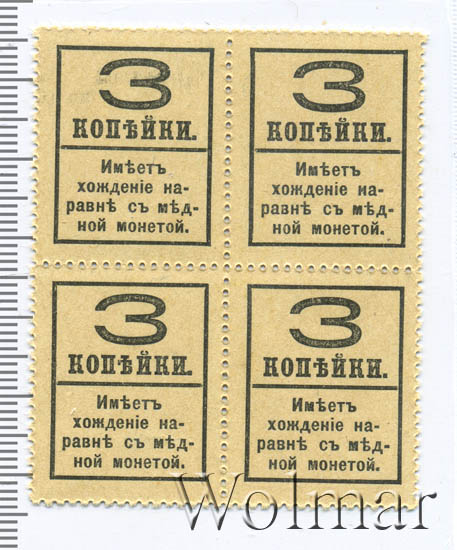 3
КОПѢЙКИ.
Имѣетъ
хожденіе на-
равнѣ съ мѣд-
ной монетой.
3
КОПѢЙКИ.
Имѣетъ
хожденіе на-
равнѣ съ мѣд-
ной монетой.
3
КОПѢЙКИ.
Имѣетъ
хожденіе на-
равнѣ съ мѣд-
ной монетой.
3
КОПѢЙКИ.
Имѣетъ
хожденіе на-
равнѣ съ мѣд-
ной монетой.
Wolmar